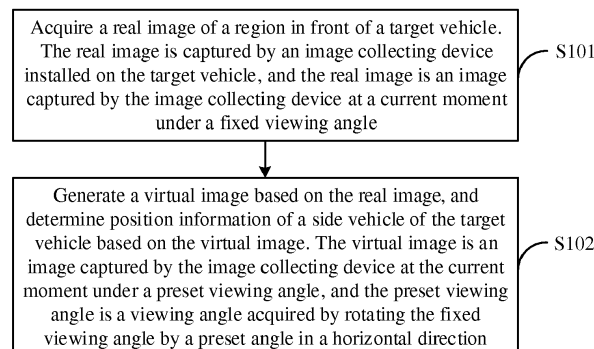 Acquire a real image of a region in front of a target vehicle.
The real image is captured by an image collecting device
installed on the target vehicle, and the real image is an image
captured by the image collecting device at a current moment
under a fixed viewing angle
S101
Generate a virtual image based on the real image, and
determine position information of a side vehicle of the target
vehicle based on the virtual image. The virtual image is an
image captured by the image collecting device at the current
moment under a preset viewing angle, and the preset viewing
angle is a viewing angle acquired by rotating the fixed
viewing angle by a preset angle in a horizontal direction
S102